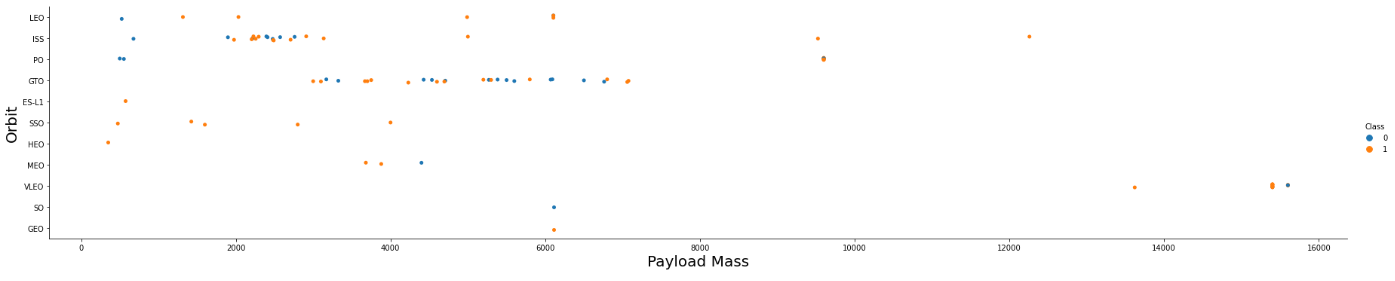 LEO
ISS
PO
GTO
ES-L1
SSO
HEO
MEO
VLEO
SO
GEO
Orbit
0 2000 4000 6000 8000 10000 12000 14000 16000
Payload Mass
Class
0
1